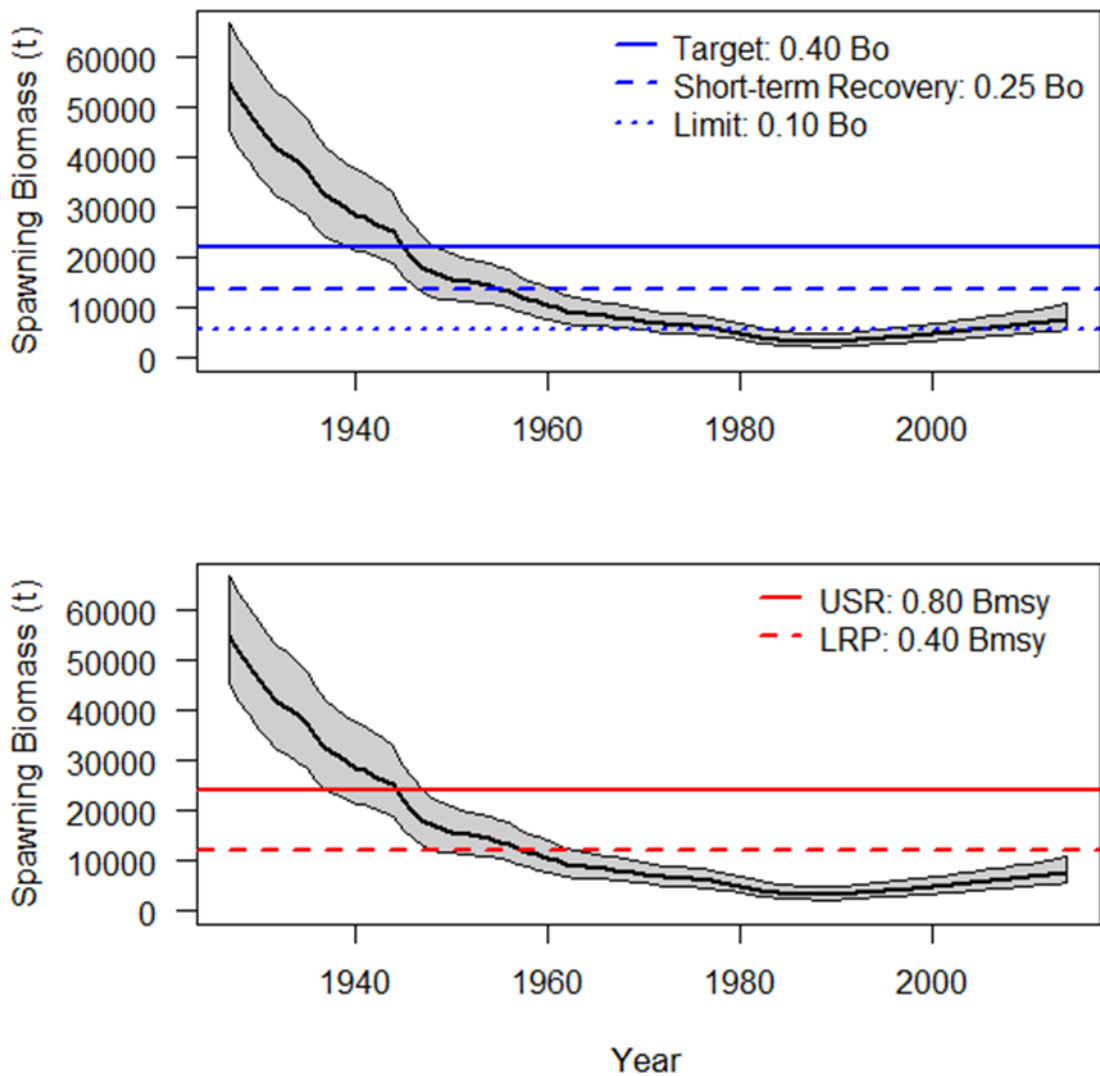 Spawning Biomass (t)
60000
50000
40000
30000
20000
10000
0
Target: 0.40 Bo
Short-term Recovery: 0.25 Bo
Limit: 0.10 Bo
1940 1960 1980 2000
Spawning Biomass (t)
60000
50000
40000
30000
20000
10000
0
USR: 0.80 Bmsy
LRP: 0.40 Bmsy
1940 1960 1980 2000
Year